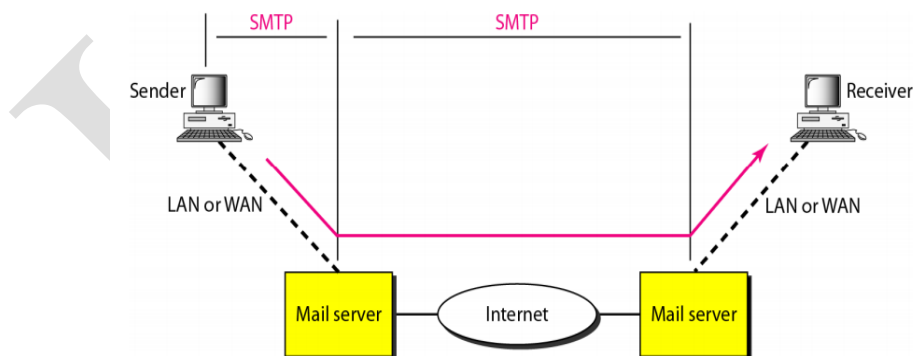 SMTP
SMTP
Sender
Receiver
LAN or WAN
LAN or WAN
Mail server
Internet
Mail server